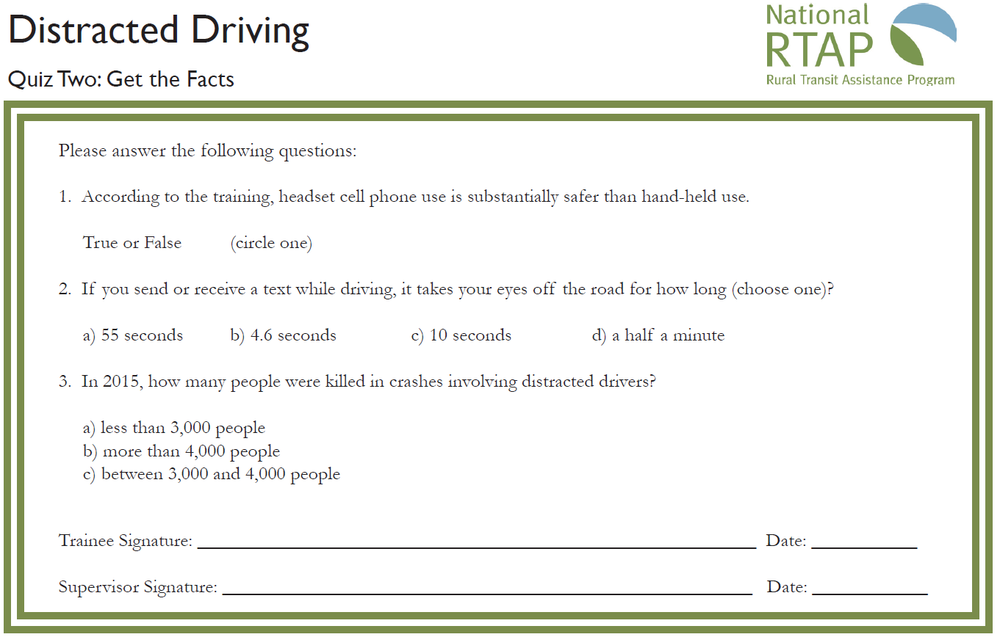 Distracted Driving
Quiz Two: Get the Facts
National
RTAP
Rural Transit Assistance Program
Please answer the following questions:
1. According to the training, headset cell phone use is substantially safer than hand-held use.
True or False (circle one)
2. If you send or receive a text while driving, it takes your eyes off the road for how long (choose one)?
a) 55 seconds b) 4.6 seconds c) 10 seconds d) a half a minute
3. In 2015, how many people were killed in crashes involving distracted drivers?
a) less than 3,000 people
b) more than 4,000 people
c) between 3,000 and 4,000 people
Trainee Signature: Date:
Supervisor Signature: Date: